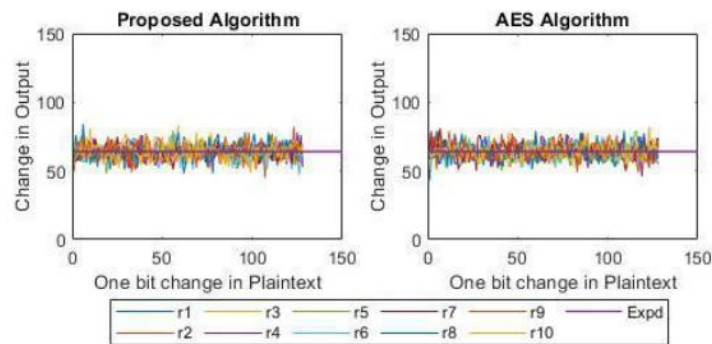 Proposed Algorithm
150
100
50
0
Change in Output
0 50 100 150
One bit change in Plaintext
AES Algorithm
150
100
50
0
Change in Output
0 50 100 150
One bit change in Plaintext
r1 r3 r5 r7 r9 Expd
r2 r4 r6 r8 r10